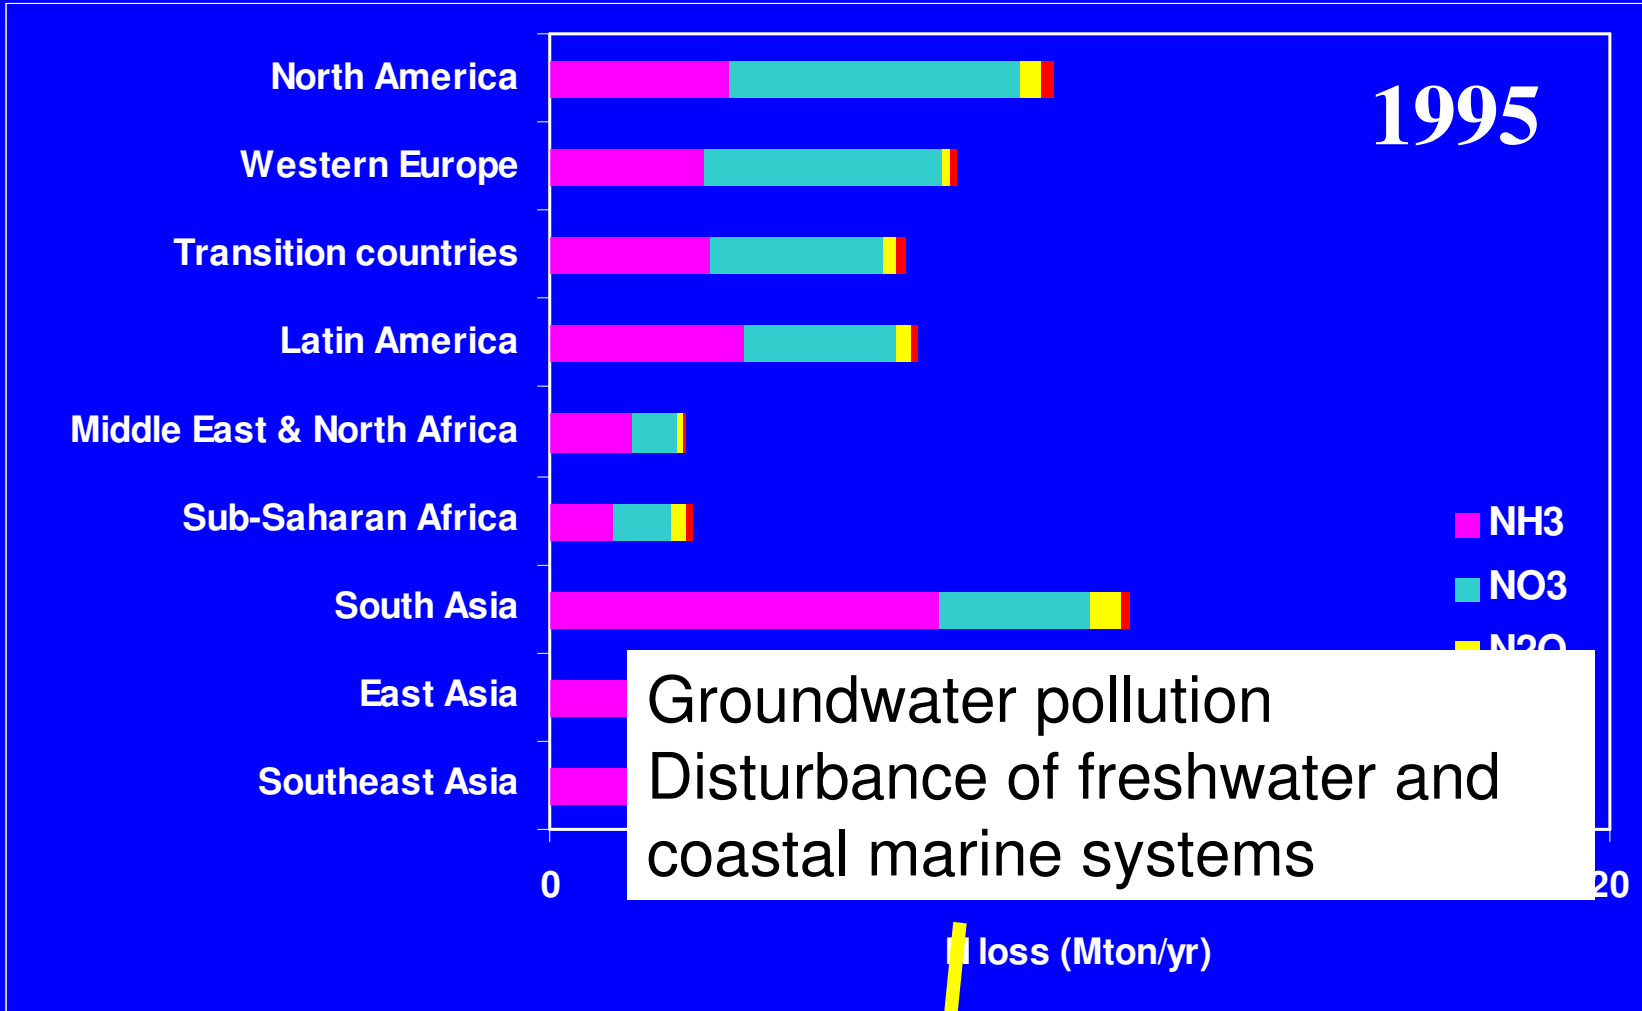 North America
1995
Western Europe
Transition countries
Latin America
Middle East & North Africa
Sub-Saharan Africa
NH3
South Asia
NO3
N2O
East Asia
Southeast Asia
Groundwater pollution
Disturbance of freshwater and
coastal marine systems
0
20
N loss (Mton/yr)